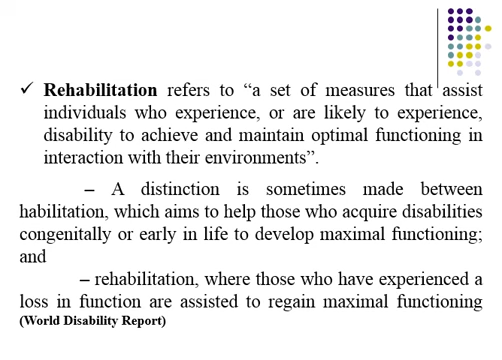 ✓ Rehabilitation refers to “a set of measures that assist
individuals who experience, or are likely to experience,
disability to achieve and maintain optimal functioning in
interaction with their environments”.
– A distinction is sometimes made between
habilitation, which aims to help those who acquire disabilities
congenitally or early in life to develop maximal functioning;
and
– rehabilitation, where those who have experienced a
loss in function are assisted to regain maximal functioning
(World Disability Report)